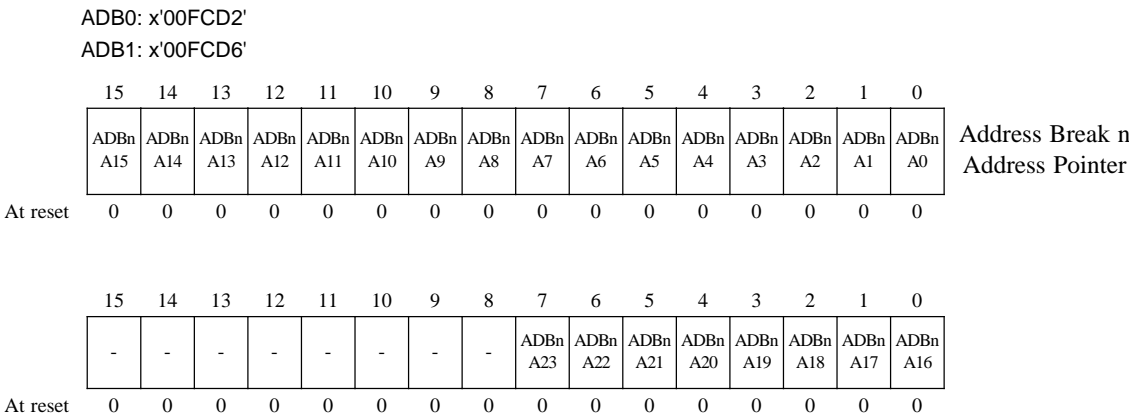 ADB0: x'00FCD2'
ADB1: x'00FCD6'
15 14 13 12 11 10 9 8 7 6 5 4 3 2 1 0
ADBn ADBn ADBn ADBn ADBn ADBn ADBn ADBn ADBn ADBn ADBn ADBn ADBn ADBn ADBn ADBn Address Break n
A15 A14 A13 A12 A11 A10 A9 A8 A7 A6 A5 A4 A3 A2 A1 A0 Address Pointer
At reset 0 0 0 0 0 0 0 0 0 0 0 0 0 0 0 0
15 14 13 12 11 10 9 8 7 6 5 4 3 2 1 0
- - - - - - - - ADBn ADBn ADBn ADBn ADBn ADBn ADBn ADBn
A23 A22 A21 A20 A19 A18 A17 A16
At reset 0 0 0 0 0 0 0 0 0 0 0 0 0 0 0 0